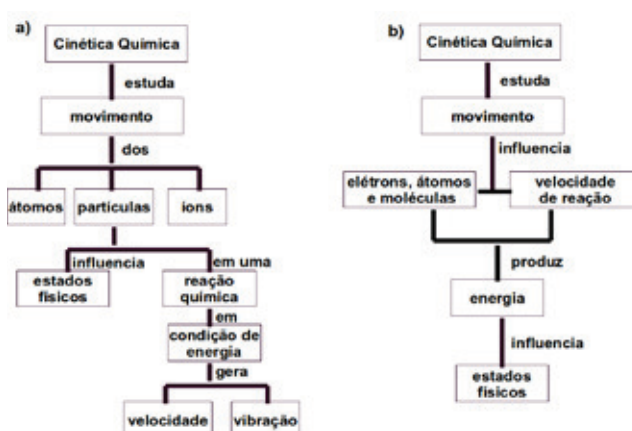 a)
Cinética Química
estuda
movimento
dos
átomos
partículas
íons
influencia
em uma
estados
físicos
reação
química
em
condição de
energia
gera
velocidade
vibração
b)
Cinética Química
estuda
movimento
influencia
elétrons, átomos
e moléculas
velocidade
de reação
produz
energia
influencia
estados
físicos